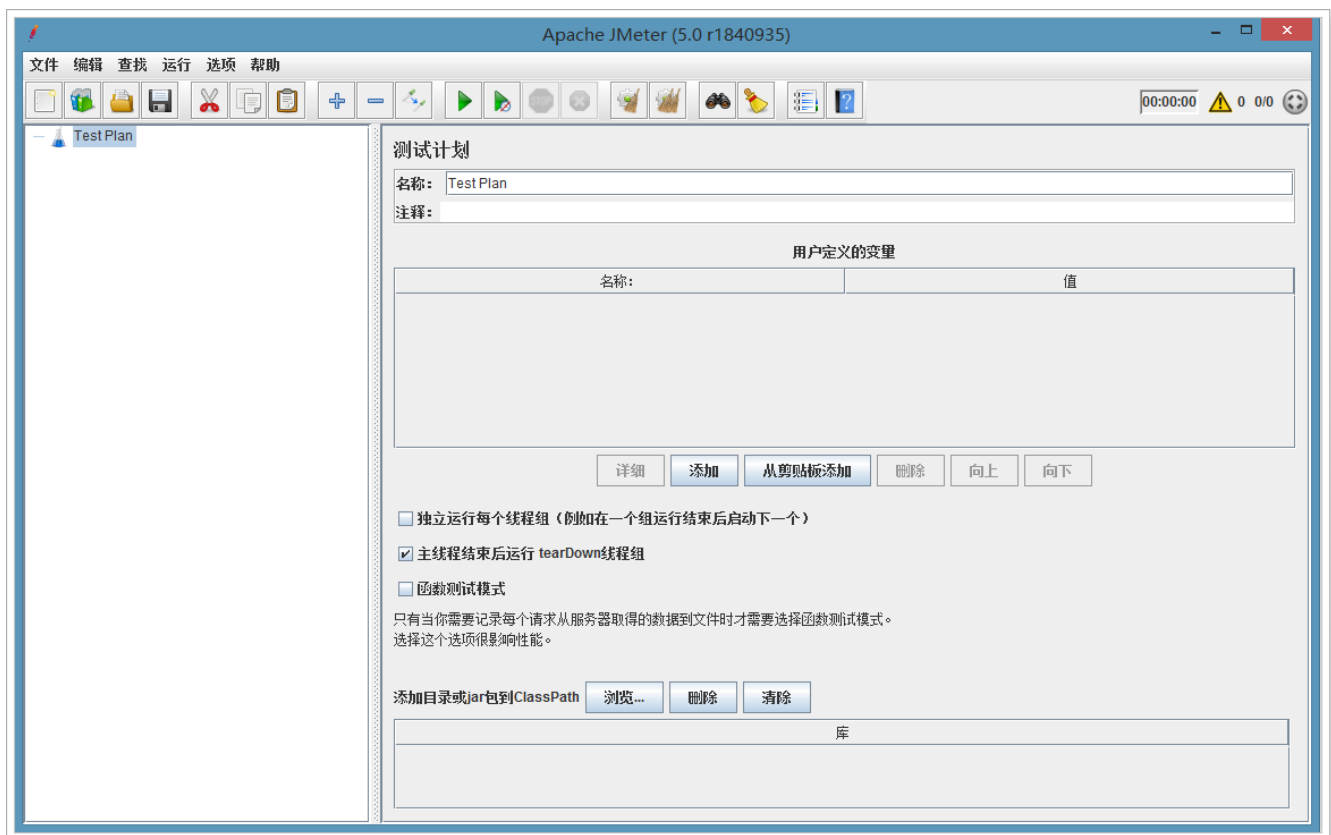 Apache JMeter (5.0 r1840935)
文件 编辑 查找 运行 选项 帮助
STOP 00:00:00 0 0/0
Test Plan
测试计划
名称： Test Plan
注释：
用户定义的变量
名称： 值
详细 添加 从剪贴板添加 删除 向上 向下
独立运行每个线程组（例如在一个组运行结束后启动下一个）
主线程结束后运行 tearDown线程组
函数测试模式
只有当你需要记录每个请求从服务器取得的数据到文件时才需要选择函数测试模式。
选择这个选项很影响性能。
添加目录或jar包到ClassPath 浏览... 删除 清除
库